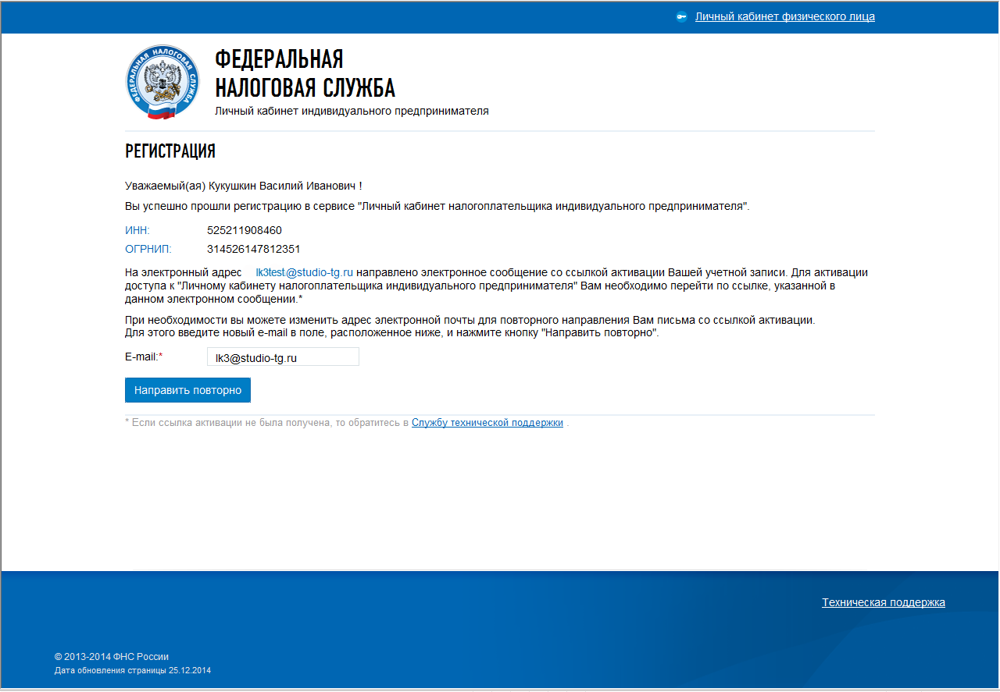 Личный кабинет физического лица
ФЕДЕРАЛЬНАЯ НАЛОГОВАЯ СЛУЖБА
ФЕДЕРАЛЬНАЯ
НАЛОГОВАЯ СЛУЖБА
Личный кабинет индивидуального предпринимателя
РЕГИСТРАЦИЯ
Уважаемый(ая) Кукушкин Василий Иванович !
Вы успешно прошли регистрацию в сервисе "Личный кабинет налогоплательщика индивидуального предпринимателя".
ИНН: 525211908460
ОГРНИП: 314526147812351
На электронный адрес lk3test@studio-tg.ru направлено электронное сообщение со ссылкой активации Вашей учетной записи. Для активации
доступа к "Личному кабинету налогоплательщика индивидуального предпринимателя" Вам необходимо перейти по ссылке, указанной в
данном электронном сообщении.*
При необходимости вы можете изменить адрес электронной почты для повторного направления Вам письма со ссылкой активации.
Для этого введите новый e-mail в поле, расположенное ниже, и нажмите кнопку "Направить повторно".
E-mail:* lk3@studio-tg.ru
Направить повторно
* Если ссылка активации не была получена, то обратитесь в Службу технической поддержки .
Техническая поддержка
© 2013-2014 ФНС России
Дата обновления страницы 25.12.2014